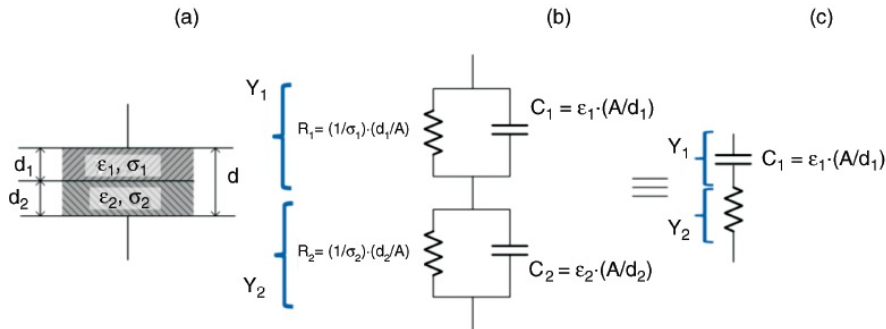 (a)
(b)
(c)
d₁
d₂
ε₁, σ₁
ε₂, σ₂
d
Y₁
R₁= (1/σ₁)·(d₁/A)
C₁ = ε₁·(A/d₁)
Y₂
R₂= (1/σ₂)·(d₂/A)
C₂ = ε₂·(A/d₂)
Y₁
C₁ = ε₁·(A/d₁)
Y₂